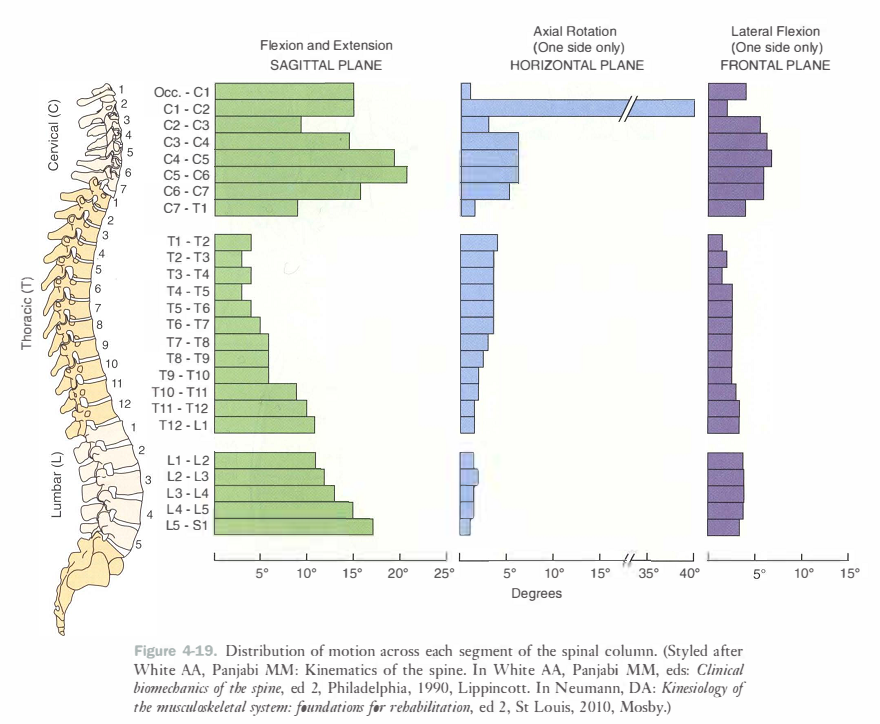 Flexion and Extension
SAGITTAL PLANE
Axial Rotation
(One side only)
HORIZONTAL PLANE
Lateral Flexion
(One side only)
FRONTAL PLANE
Cervical (C)
1
2
3
4
5
6
7
Thoracic (T)
1
2
3
4
5
6
7
8
9
10
11
12
Lumbar (L)
1
2
3
4
5
Occ. - C1
C1 - C2
C2 - C3
C3 - C4
C4 - C5
C5 - C6
C6 - C7
C7 - T1
T1 - T2
T2 - T3
T3 - T4
T4 - T5
T5 - T6
T6 - T7
T7 - T8
T8 - T9
T9 - T10
T10 - T11
T11 - T12
T12 - L1
L1 - L2
L2 - L3
L3 - L4
L4 - L5
L5 - S1
5° 10° 15° 20° 25°
5° 10° 15° 35° 40°
5° 10° 15°
Degrees
Figure 4-19. Distribution of motion across each segment of the spinal column. (Styled after
White AA, Panjabi MM: Kinematics of the spine. In White AA, Panjabi MM, eds: Clinical
biomechanics of the spine, ed 2, Philadelphia, 1990, Lippincott. In Neumann, DA: Kinesiology of
the musculoskeletal system: foundations for rehabilitation, ed 2, St Louis, 2010, Mosby.)